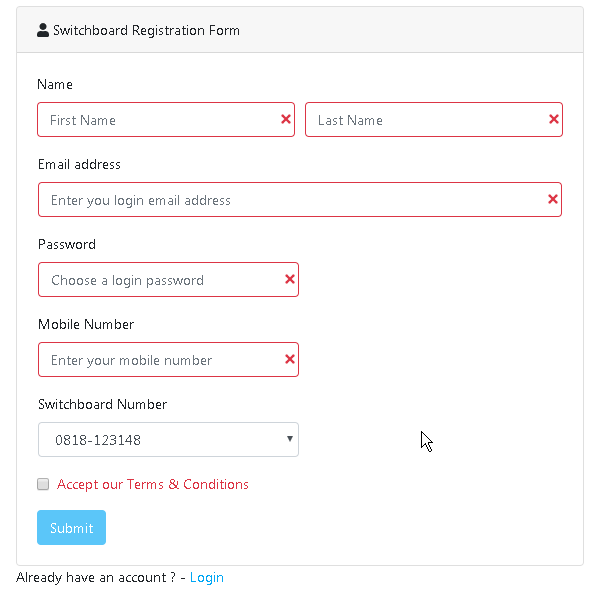 Switchboard Registration Form
Name
First Name
Last Name
Email address
Enter you login email address
Password
Choose a login password
Mobile Number
Enter your mobile number
Switchboard Number
0818-123148
Accept our Terms & Conditions
Submit
Already have an account ? - Login